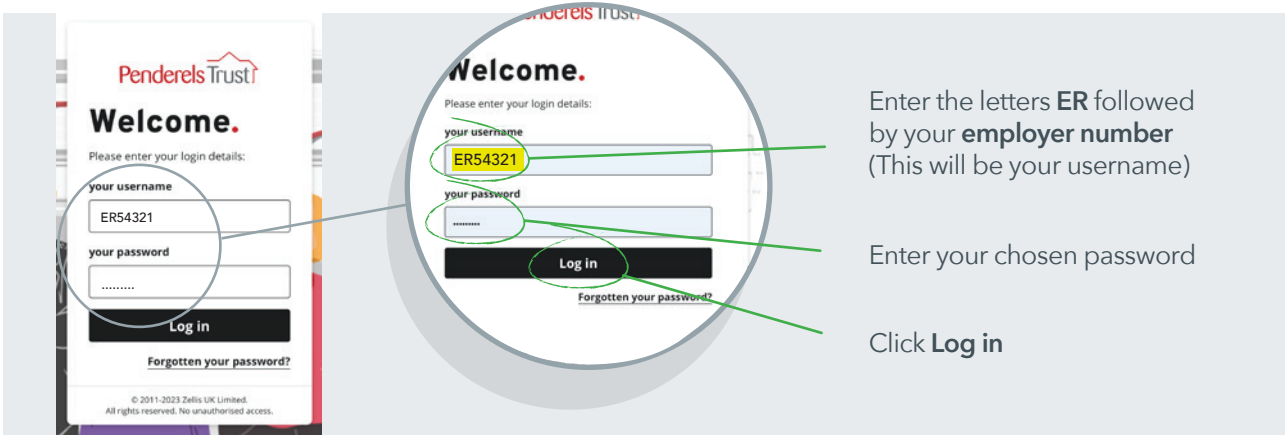 Penderels Trust
Welcome.
Please enter your login details:
your username
ER54321
your password
.........
Log in
Forgotten your password?
© 2011-2023 Zellis UK Limited.
All rights reserved. No unauthorised access.
Penderels Trust
Welcome.
Please enter your login details:
your username
ER54321
your password
.........
Log in
Forgotten your password?
Enter the letters ER followed
by your employer number
(This will be your username)
Enter your chosen password
Click Log in